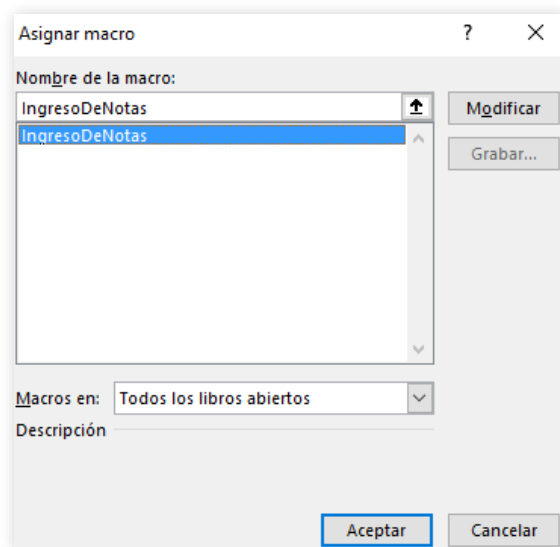 Asignar macro ?
Nombre de la macro:
IngresoDeNotas
Modificar
IngresoDeNotas
Grabar...
Macros en: Todos los libros abiertos
Descripción
Aceptar Cancelar